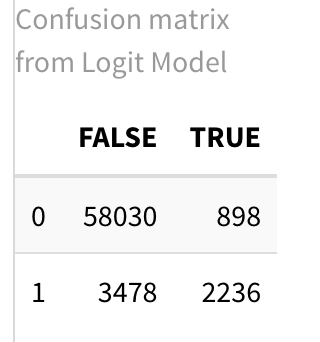 Confusion matrix
from Logit Model
FALSE TRUE
0 58030 898
1 3478 2236